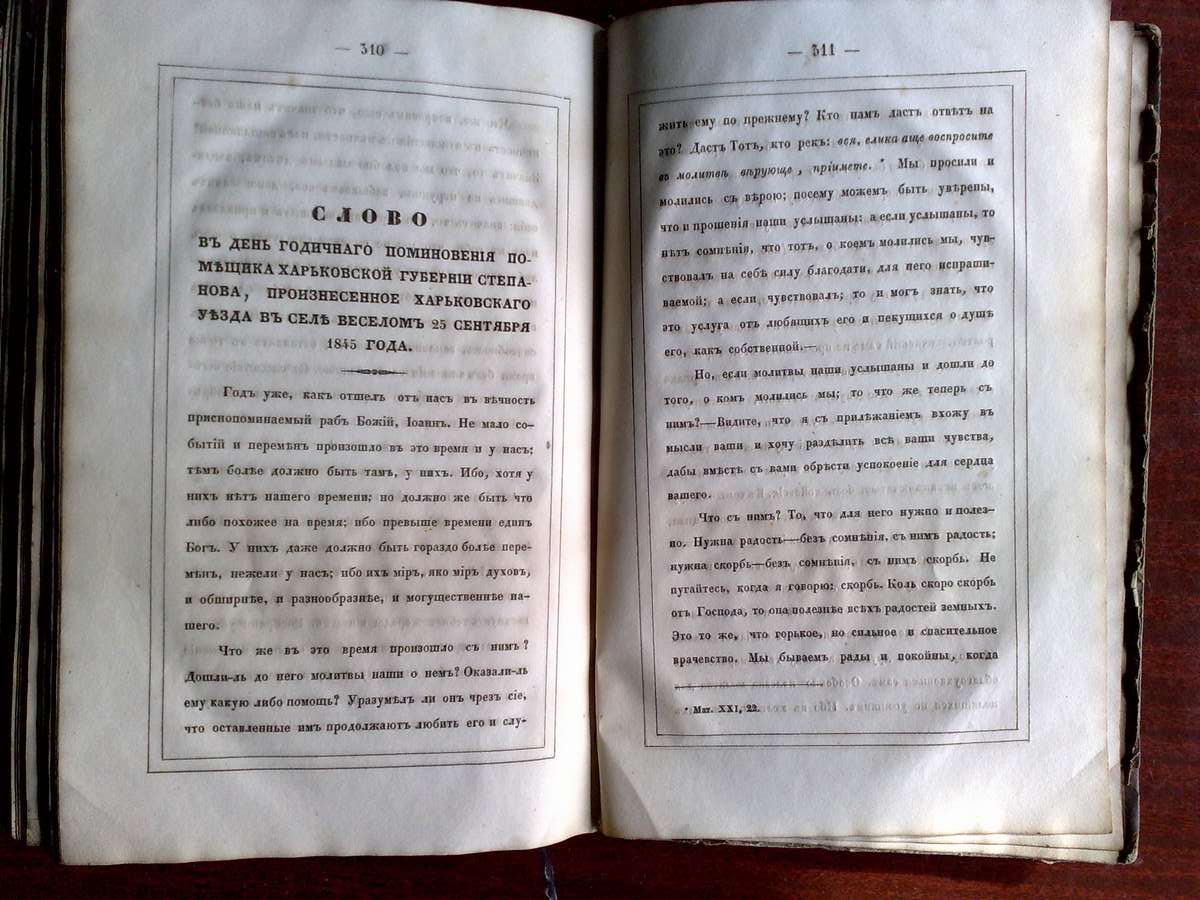 — 310 —
СЛОВО
ВЪ ДЕНЬ ГОДИЧНАГО ПОМИНОВЕНІЯ ПО-
МѢЩИКА ХАРЬКОВСКОЙ ГУБЕРНІИ СТЕПА-
НОВА, ПРОИЗНЕСЕННОЕ ХАРЬКОВСКАГО
УѢЗДА ВЪ СЕЛѢ ВЕСЕЛОМЪ 25 СЕНТЯБРЯ
1845 ГОДА.
Годъ уже, какъ отшелъ отъ насъ въ вѣчность
приснопоминаемый рабъ Божій, Іоаннъ. Не мало со-
бытій и перемѣнъ произошло въ это время и у насъ;
тѣмъ болѣе должно быть тамъ, у нихъ. Ибо, хотя у
нихъ нѣтъ нашего времени; но должно же быть что
либо похожее на время; ибо превыше времени единъ
Богъ. У нихъ даже должно быть гораздо болѣе пере-
мѣнъ, нежели у насъ; ибо ихъ міръ, яко міръ духовъ,
и обширнѣе, и разнообразнѣе, и могущественнѣе на-
шего.
Что же въ это время произошло съ нимъ?
Дошли-ль до него молитвы наши о немъ? Оказали-ль
ему какую либо помощь? Уразумѣлъ ли онъ чрезъ сіе,
что оставленные имъ продолжаютъ любить его и слу-
— 311 —
жить ему по прежнему? Кто намъ дастъ отвѣтъ на
это? Дастъ Тотъ, кто рекъ: вся, елика аще воспросите
въ молитвѣ вѣрующе, пріимете. * Мы просили и
молились съ вѣрою; посему можемъ быть увѣрены,
что и прошенія наши услышаны: а если услышаны, то
нѣтъ сомнѣнія, что тотъ, о коемъ молились мы, чув-
ствовалъ на себѣ силу благодати, для него испраши-
ваемой; а если чувствовалъ; то и могъ знать, что
это услуга отъ любящихъ его и пекущихся о душѣ
его, какъ собственной.—
Но, если молитвы наши услышаны и дошли до
того, о комъ молились мы; то что же теперь съ
нимъ?—Видите, что я съ прилѣжаніемъ вхожу въ
мысли ваши и хочу раздѣлить всѣ ваши чувства,
дабы вмѣстѣ съ вами обрѣсти успокоеніе для сердца
вашего.
Что съ нимъ? То, что для него нужно и полез-
но. Нужна радость—безъ сомнѣнія, съ нимъ радость;
нужна скорбь—безъ сомнѣнія, съ нимъ скорбь. Не
пугайтесь, когда я говорю: скорбь. Коль скоро скорбь
отъ Господа, то она полезнѣе всѣхъ радостей земныхъ.
Это то же, что горькое, но сильное и спасительное
врачевство. Мы бываемъ рады и покойны, когда
* Мат. XXI, 22.